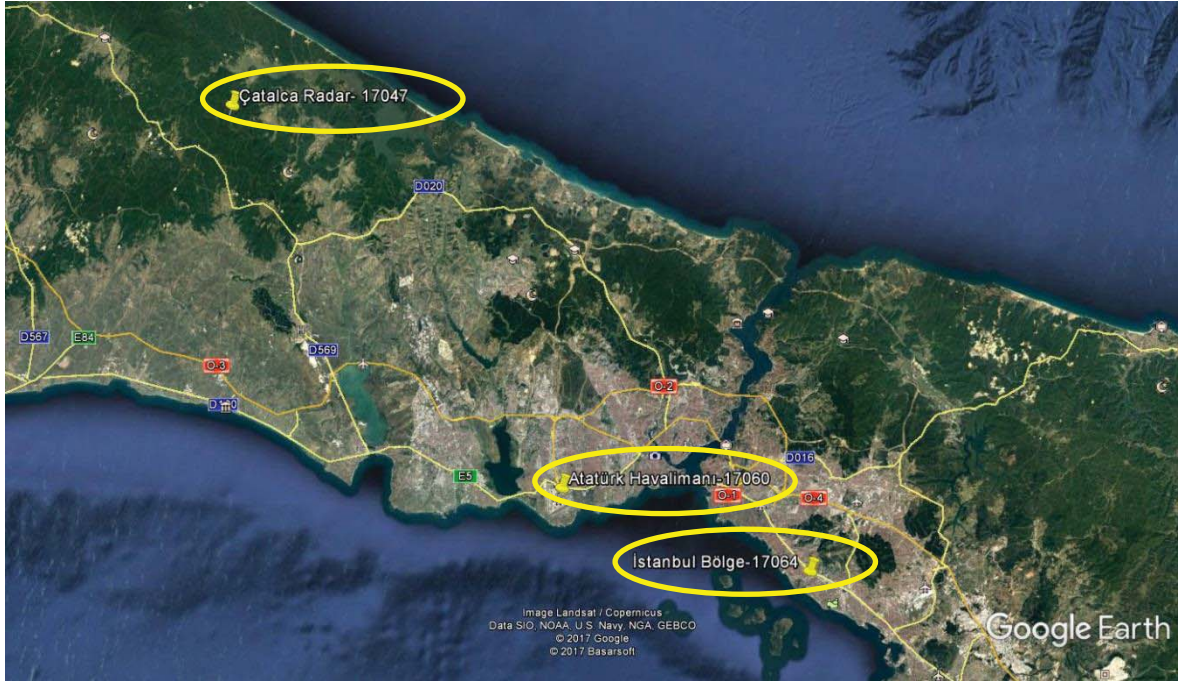 Çatalca Radar- 17047
D020
D567
E84
D569
O-3
O-2
D016
E5
Atatürk Havalimanı-17060
O-1
O-4
İstanbul Bölge-17064
Image Landsat / Copernicus
Data SIO, NOAA, U.S. Navy, NGA, GEBCO
© 2017 Google
© 2017 Basarsoft
Google Earth